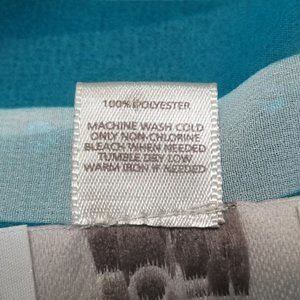 100% POLYESTER
MACHINE WASH COLD
ONLY NON-CHLORINE
BLEACH WHEN NEEDED
TUMBLE DRY LOW
WARM IRON IF NEEDED